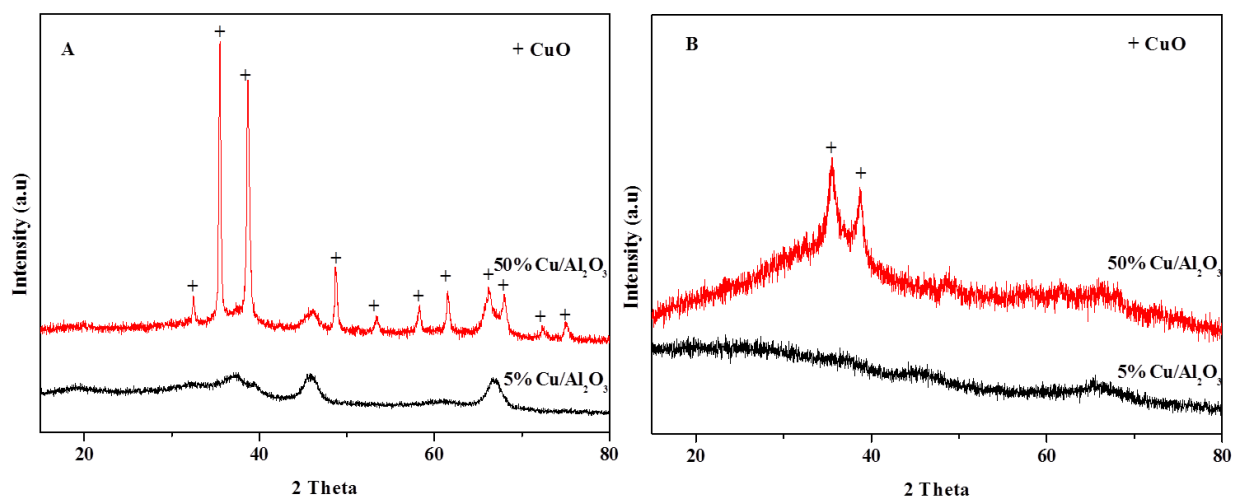 A
+ CuO
+
+
+
+
+
+
+
+
+
+
+
50% Cu/Al₂O₃
5% Cu/Al₂O₃
Intensity (a.u)
20
40
60
80
2 Theta
B
+ CuO
+
+
50% Cu/Al₂O₃
5% Cu/Al₂O₃
Intensity (a.u)
20
40
60
80
2 Theta